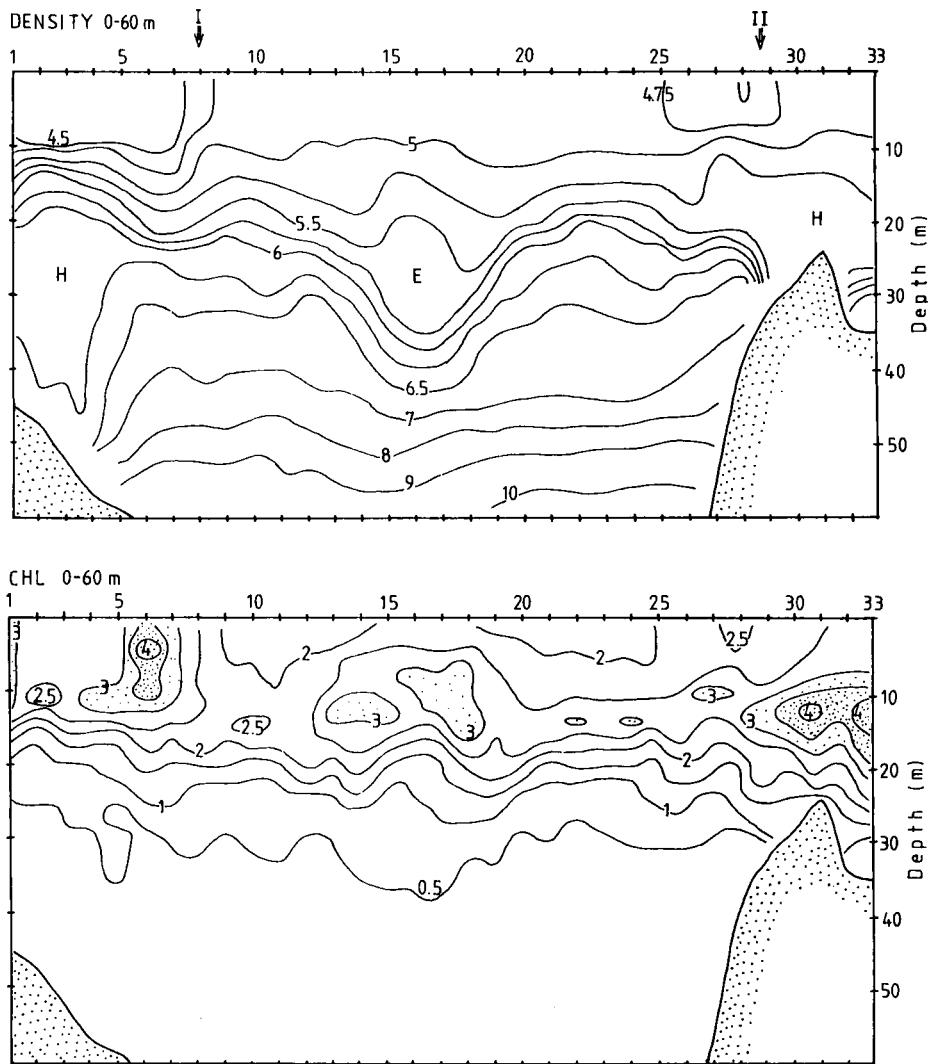 DENSITY 0-60 m
I II
1 5 10 15 20 25 30 33
4.5 4.75 5
10
5.5 20
H 6 E H
30
6.5 40
7
8 50
9 10
Depth (m)
CHL 0-60 m
1 5 10 15 20 25 30 33
3 4 2 2 2.5
2.5 3 2.5 3 3 3 3 4 4 10
2 2 20
1 1
30
0.5
40
50
Depth (m)